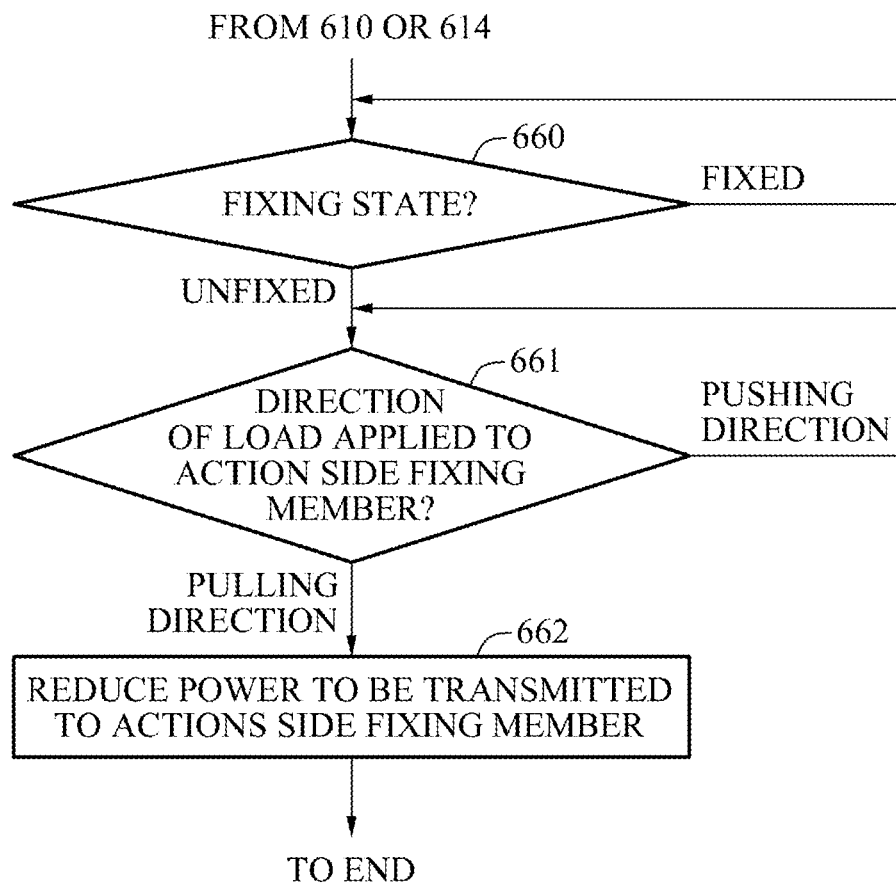 FROM 610 OR 614
660
FIXING STATE?
FIXED
UNFIXED
661
DIRECTION
OF LOAD APPLIED TO
ACTION SIDE FIXING
MEMBER?
PUSHING
DIRECTION
PULLING
DIRECTION
662
REDUCE POWER TO BE TRANSMITTED
TO ACTIONS SIDE FIXING MEMBER
TO END